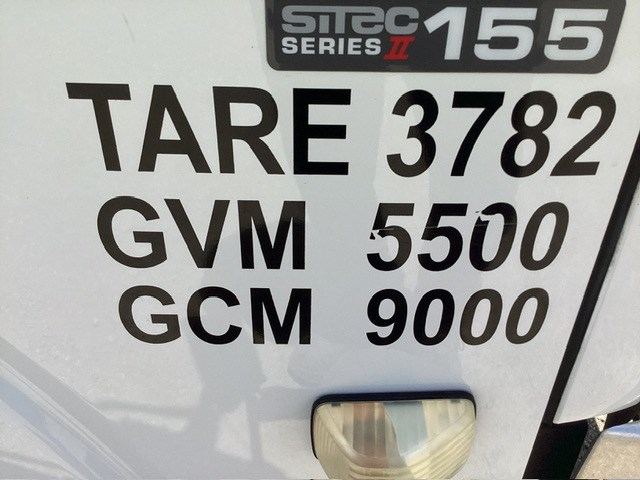 SiTEC
SERIES II 155
TARE 3782
GVM 5500
GCM 9000